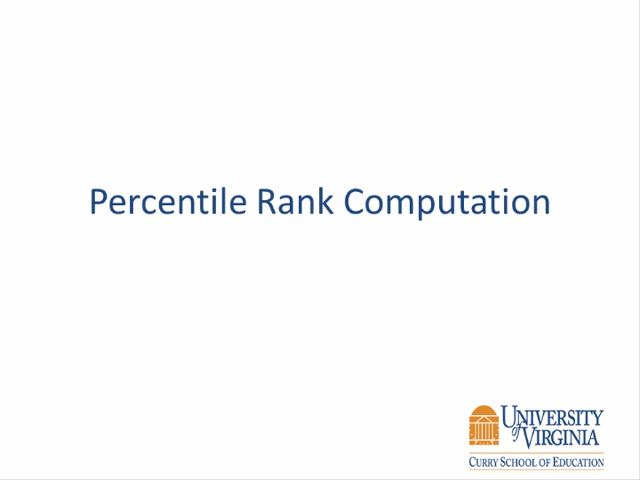 Percentile Rank Computation
UNIVERSITY
of VIRGINIA
CURRY SCHOOL OF EDUCATION